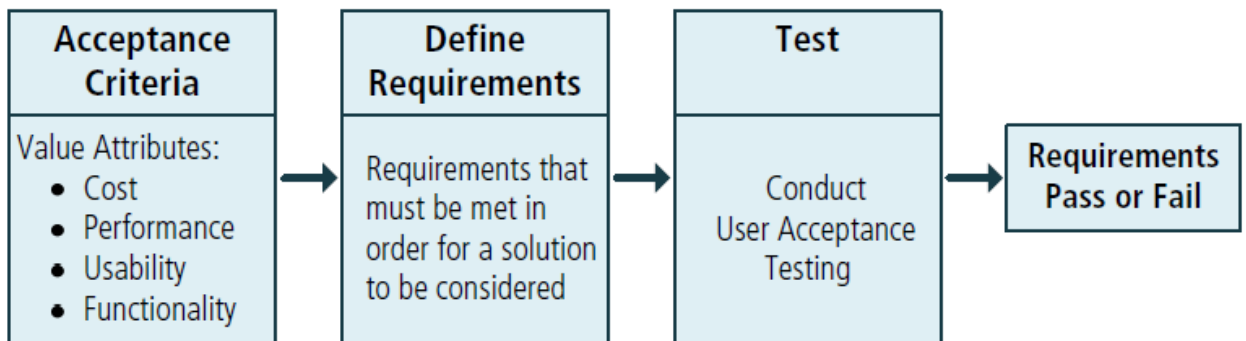 Acceptance
Criteria
Value Attributes:
• Cost
• Performance
• Usability
• Functionality
Define
Requirements
Requirements that
must be met in
order for a solution
to be considered
Test
Conduct
User Acceptance
Testing
Requirements
Pass or Fail